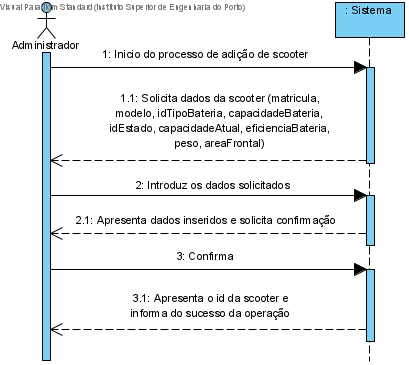 Visual Paradigm Standard (Instituto Superior de Engenharia do Porto)
: Sistema
Administrador
1: Inicio do processo de adição de scooter
1.1: Solicita dados da scooter (matricula,
modelo, idTipoBateria, capacidadeBateria,
idEstado, capacidadeAtual, eficienciaBateria,
peso, areaFrontal)
2: Introduz os dados solicitados
2.1: Apresenta dados inseridos e solicita confirmação
3: Confirma
3.1: Apresenta o id da scooter e
informa do sucesso da operação